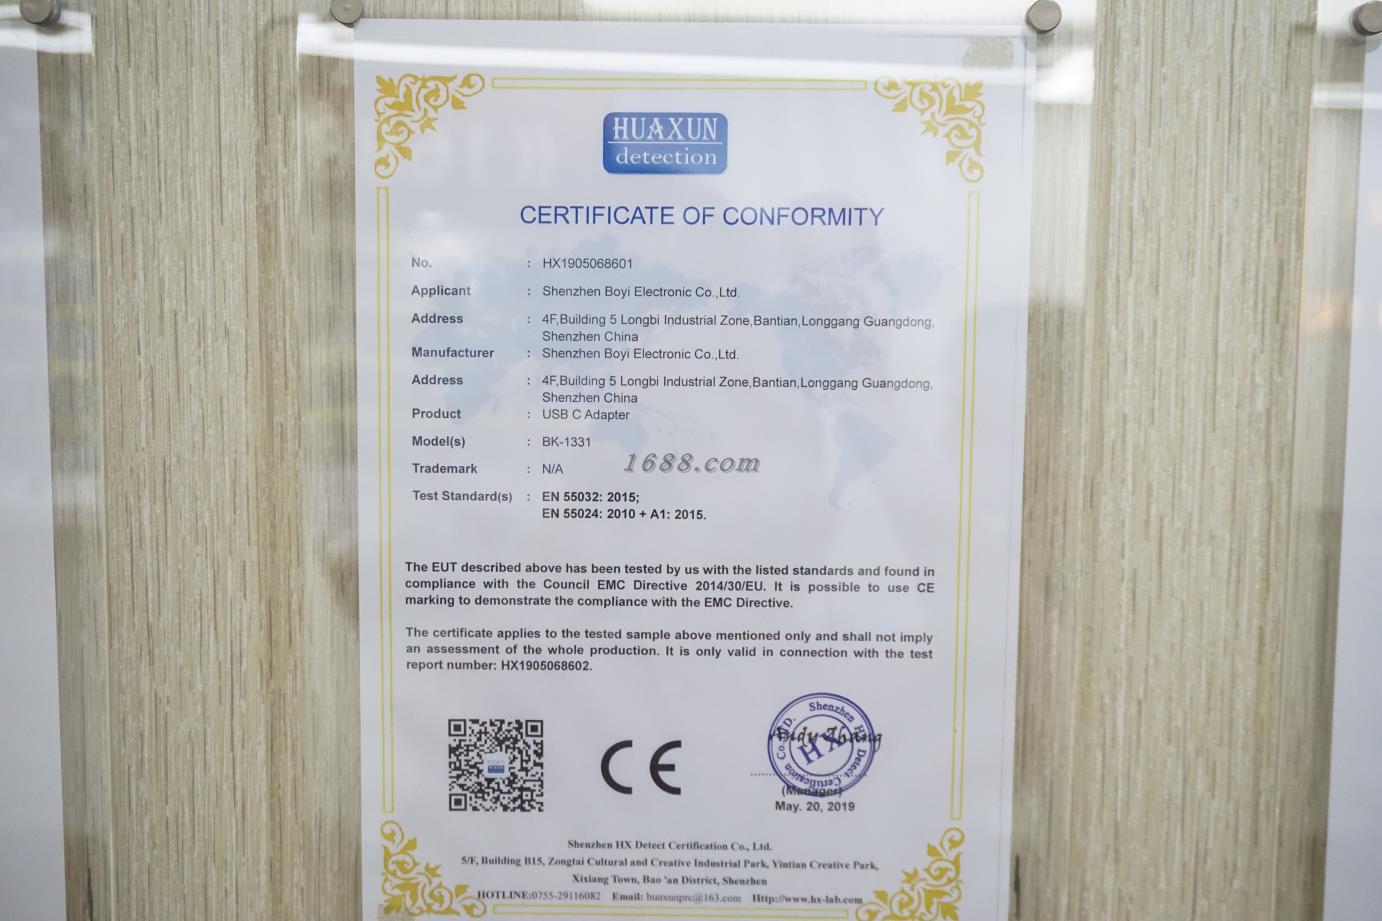 HUAXUN
detection
CERTIFICATE OF CONFORMITY
No. : HX1905068601
Applicant : Shenzhen Boyi Electronic Co.,Ltd.
Address : 4F,Building 5 Longbi Industrial Zone,Bantian,Longgang Guangdong,
Shenzhen China
Manufacturer : Shenzhen Boyi Electronic Co.,Ltd.
Address : 4F,Building 5 Longbi Industrial Zone,Bantian,Longgang Guangdong,
Shenzhen China
Product : USB C Adapter
Model(s) : BK-1331
Trademark : N/A
1688.com
Test Standard(s) : EN 55032: 2015;
EN 55024: 2010 + A1: 2015.
The EUT described above has been tested by us with the listed standards and found in
compliance with the Council EMC Directive 2014/30/EU. It is possible to use CE
marking to demonstrate the compliance with the EMC Directive.
The certificate applies to the tested sample above mentioned only and shall not imply
an assessment of the whole production. It is only valid in connection with the test
report number: HX1905068602.
CE
Shenzhen HX Detect Certification Co., LTD.
HX
Andy Zhang
(Manager)
May. 20, 2019
Shenzhen HX Detect Certification Co., Ltd.
5/F, Building B15, Zongtai Cultural and Creative Industrial Park, Yintian Creative Park,
Xixiang Town, Bao 'an District, Shenzhen
HOTLINE:0755-29116082 Email: huaxunprc@163.com Http://www.hx-lab.com